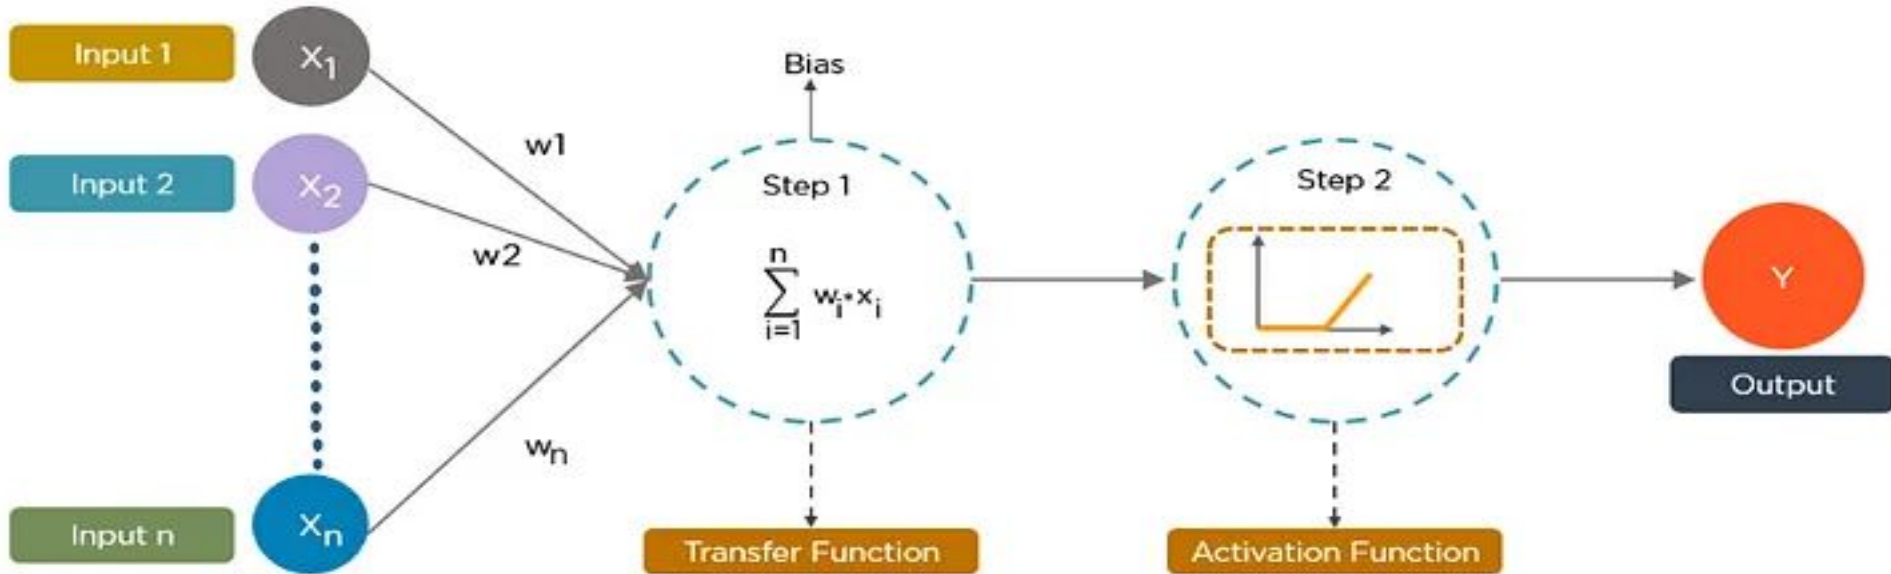 Input 1
X1
Input 2
X2
Input n
Xn
w1
w2
wn
Bias
Step 1
n
∑ wi*xi
i=1
Transfer Function
Step 2
Activation Function
Y
Output